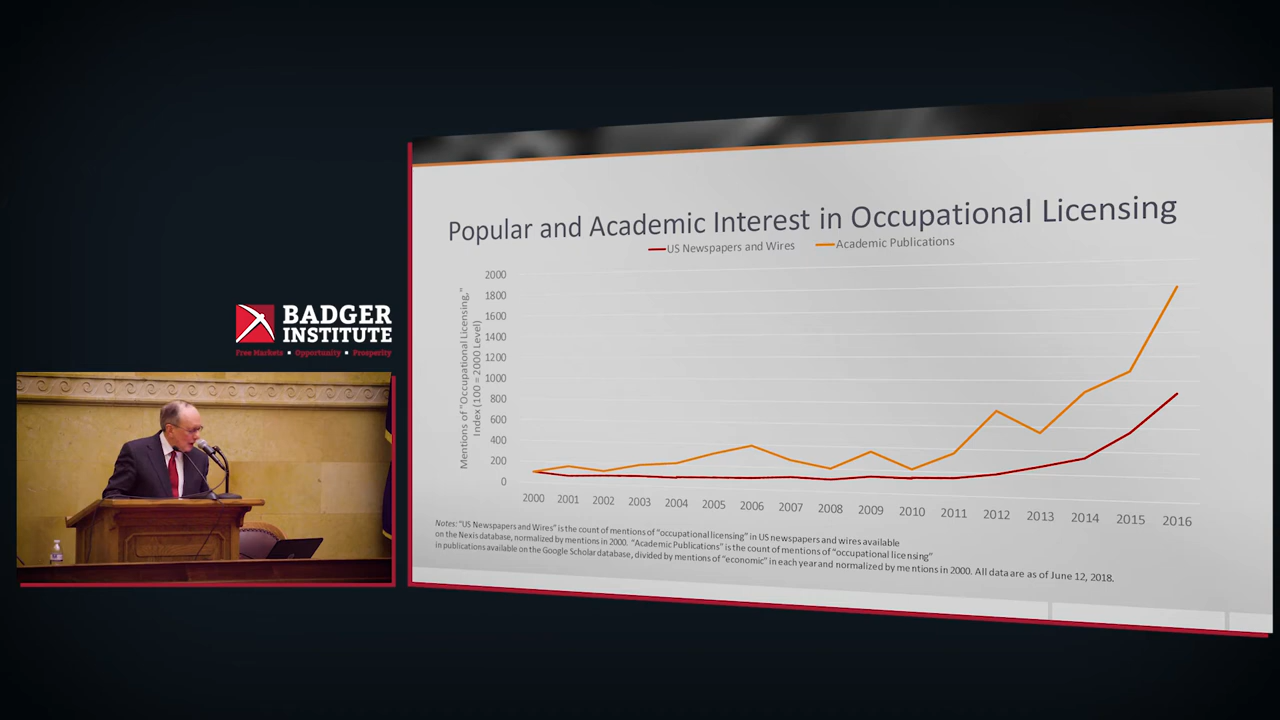 BADGER
INSTITUTE
Free Markets • Opportunity • Prosperity
Popular and Academic Interest in Occupational Licensing
US Newspapers and Wires
Academic Publications
Mentions of "Occupational Licensing,"
Index (100 = 2000 Level)
2000
1800
1600
1400
1200
1000
800
600
400
200
0
2000 2001 2002 2003 2004 2005 2006 2007 2008 2009 2010 2011 2012 2013 2014 2015 2016
Notes: "US Newspapers and Wires" is the count of mentions of "occupational licensing" in US newspapers and wires available
on the Nexis database, normalized by mentions in 2000. "Academic Publications" is the count of mentions of "occupational licensing"
in publications available on the Google Scholar database, divided by mentions of "economic" in each year and normalized by mentions in 2000. All data are as of June 12, 2018.